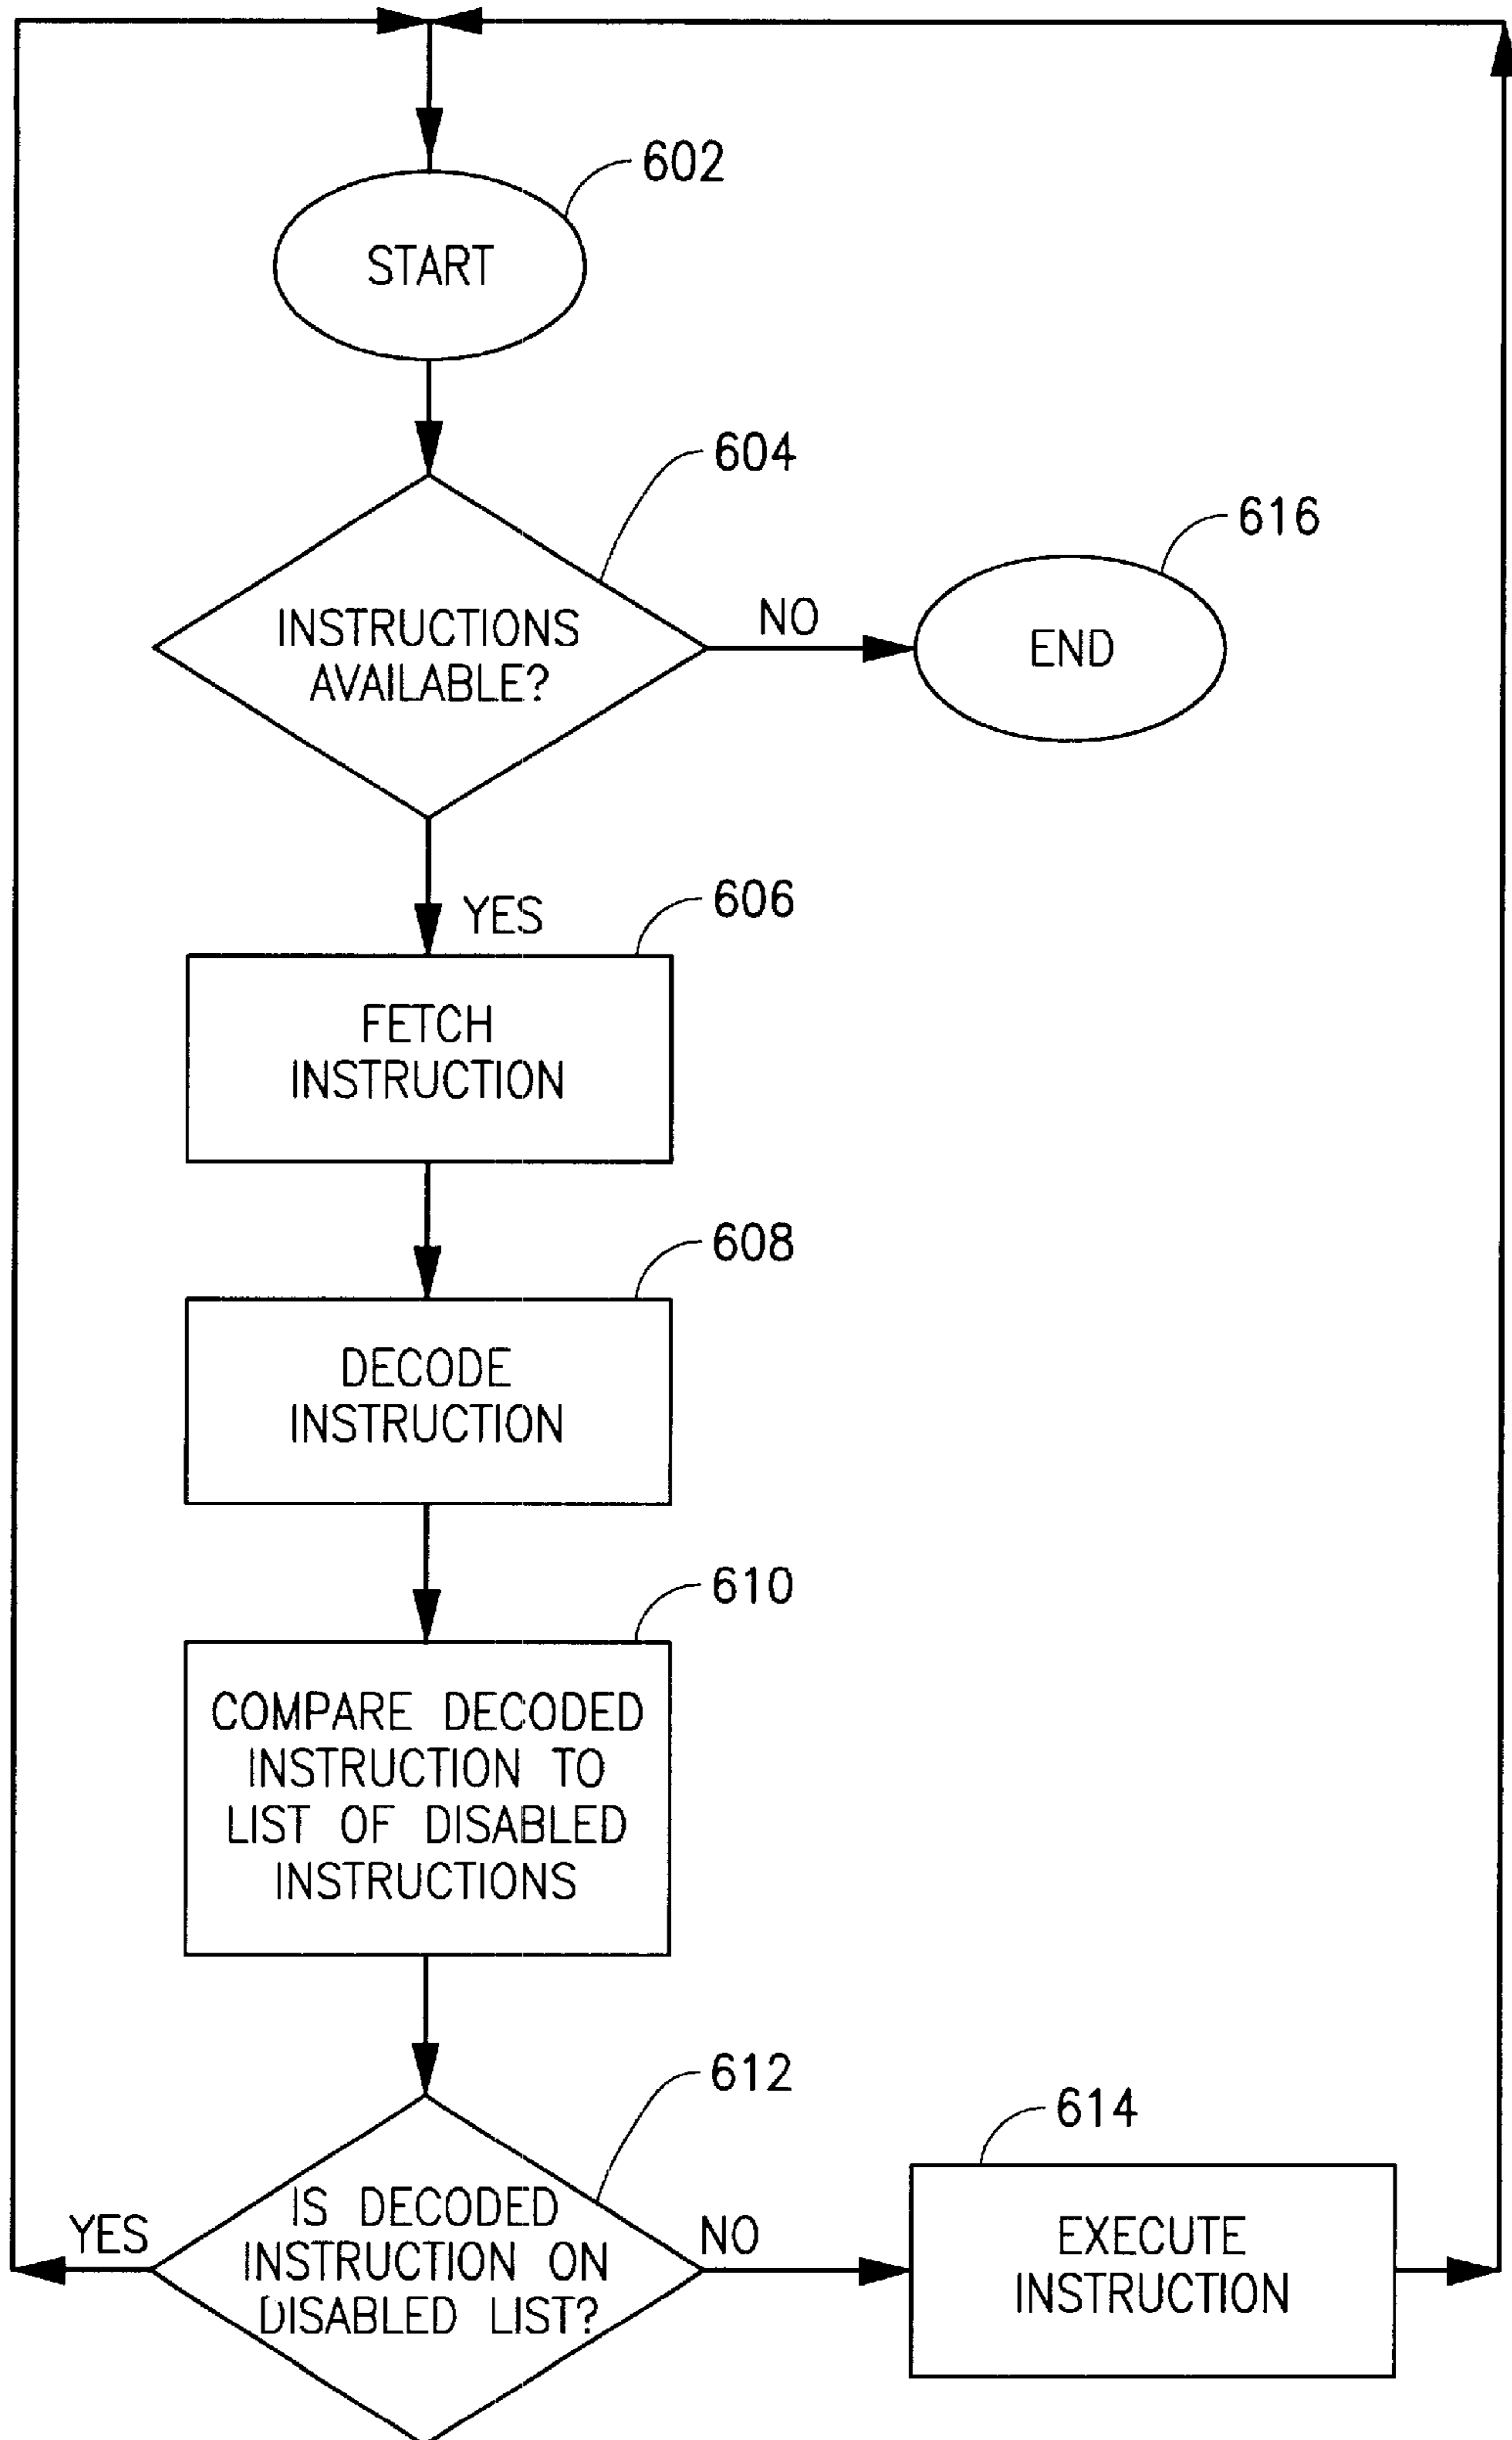 602
START
604
INSTRUCTIONS
AVAILABLE?
NO
616
END
YES
606
FETCH
INSTRUCTION
608
DECODE
INSTRUCTION
610
COMPARE DECODED
INSTRUCTION TO
LIST OF DISABLED
INSTRUCTIONS
612
IS DECODED
INSTRUCTION ON
DISABLED LIST?
YES
NO
614
EXECUTE
INSTRUCTION